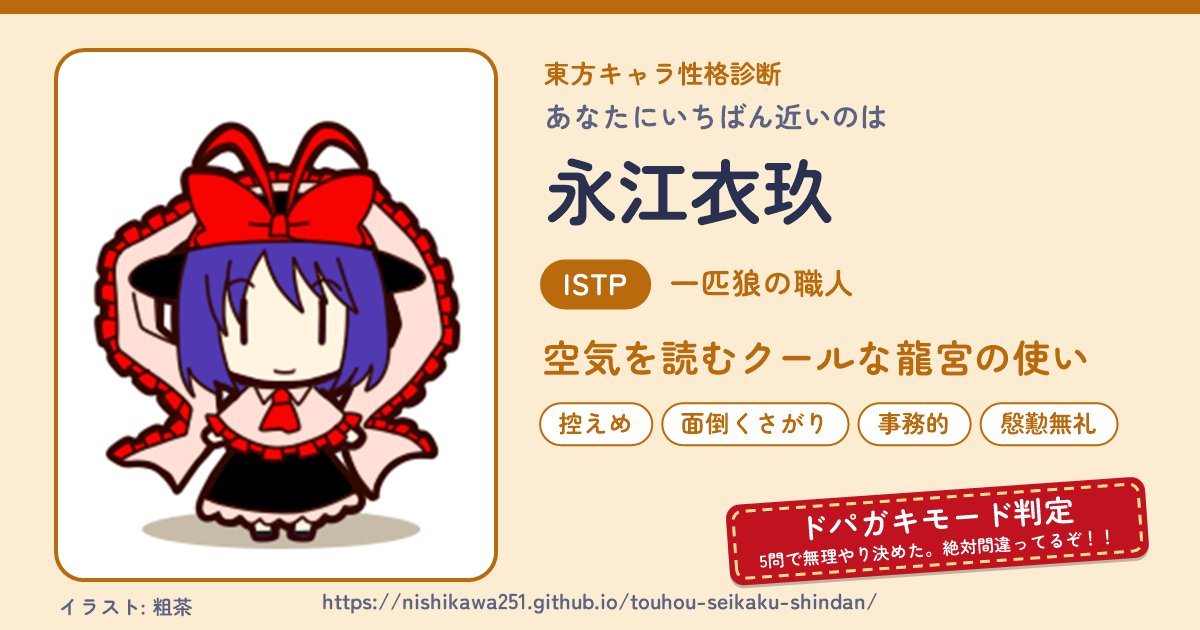 東方キャラ性格診断
あなたにいちばん近いのは
永江衣玖
ISTP 一匹狼の職人
空気を読むクールな龍宮の使い
控えめ 面倒くさがり 事務的 慇懃無礼
ドパガキモード判定
5問で無理やり決めた。絶対間違ってるぞ！！
イラスト: 粗茶
https://nishikawa251.github.io/touhou-seikaku-shindan/